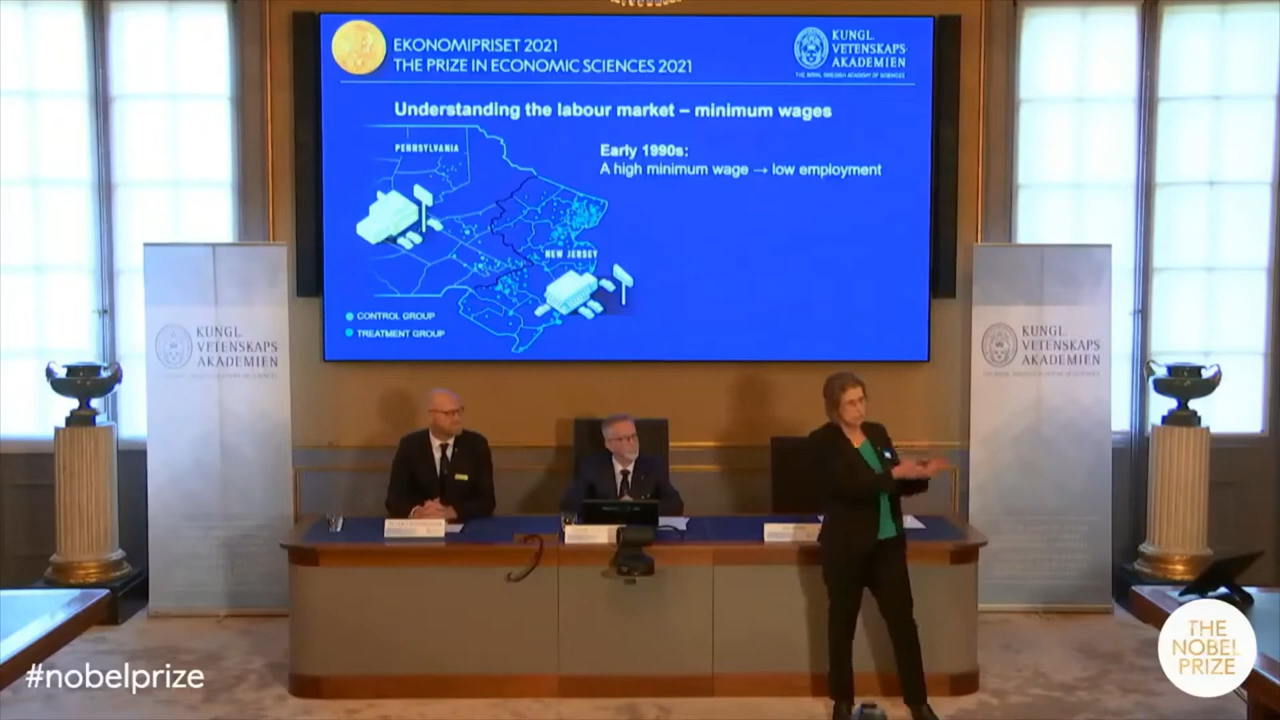 EKONOMIPRISET 2021
THE PRIZE IN ECONOMIC SCIENCES 2021
KUNGL.
VETENSKAPS-
AKADEMIEN
THE ROYAL SWEDISH ACADEMY OF SCIENCES
Understanding the labour market – minimum wages
PENNSYLVANIA
Early 1990s:
A high minimum wage → low employment
NEW JERSEY
CONTROL GROUP
TREATMENT GROUP
KUNGL.
VETENSKAPS
AKADEMIEN
KUNGL.
VETENSKAPS
AKADEMIEN
#nobelprize
THE
NOBEL
PRIZE